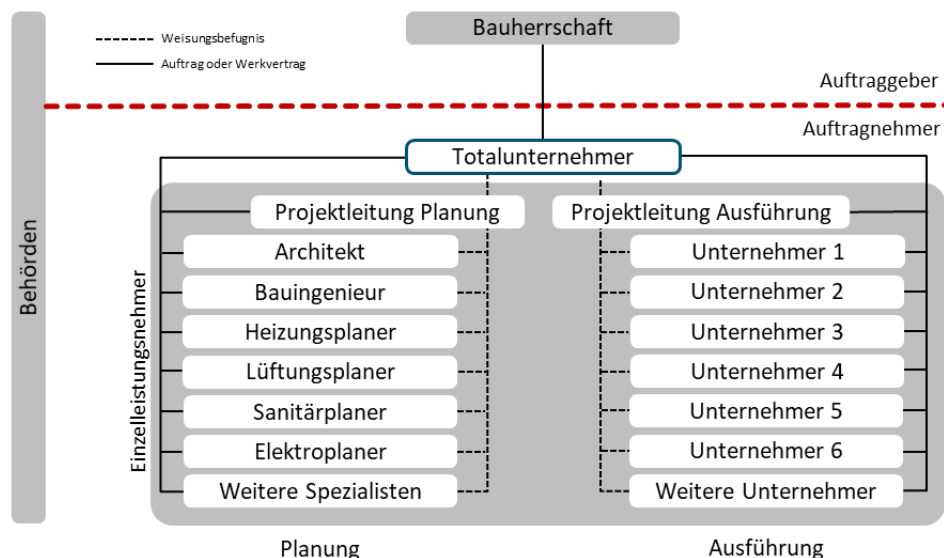 Bauherrschaft
Weisungsbefugnis
Auftrag oder Werkvertrag
Auftraggeber
Auftragnehmer
Totalunternehmer
Projektleitung Planung
Projektleitung Ausführung
Architekt
Unternehmer 1
Bauingenieur
Unternehmer 2
Heizungsplaner
Unternehmer 3
Lüftungsplaner
Unternehmer 4
Sanitärplaner
Unternehmer 5
Elektroplaner
Unternehmer 6
Weitere Spezialisten
Weitere Unternehmer
Behörden
Einzelleistungsnehmer
Planung
Ausführung